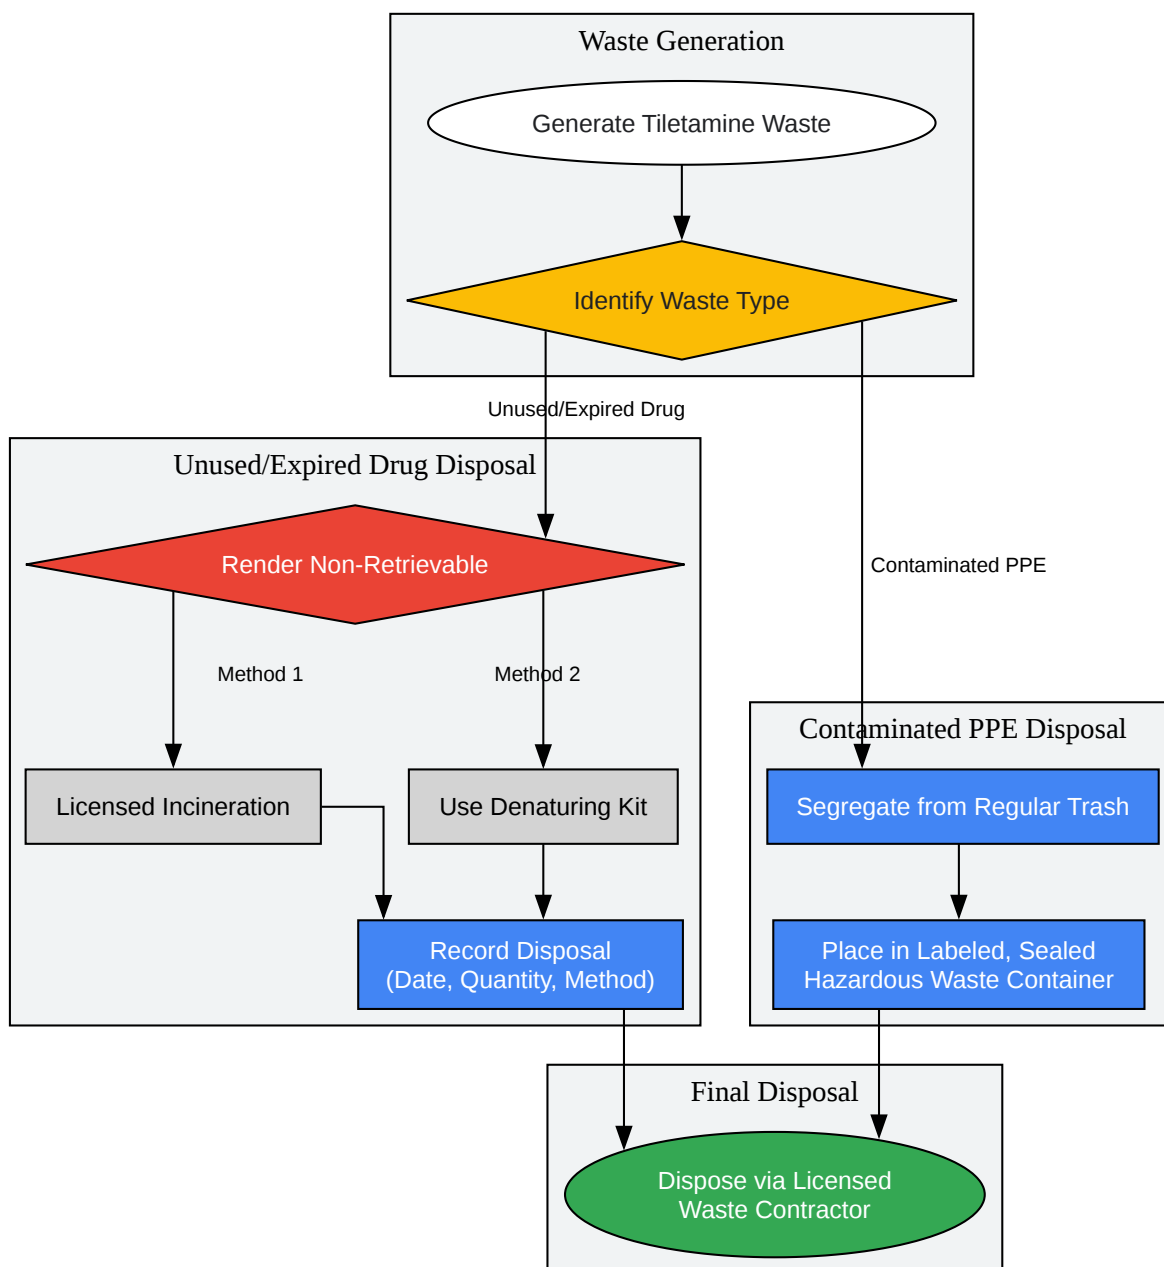 Waste Generation
Generate Tiletamine Waste
Identify Waste Type
Unused/Expired Drug
Unused/Expired Drug Disposal
Render Non-Retrievable
Contaminated PPE
Method 1
Method 2
Contaminated PPE Disposal
Licensed Incineration
Use Denaturing Kit
Segregate from Regular Trash
Record Disposal
(Date, Quantity, Method)
Place in Labeled, Sealed
Hazardous Waste Container
Final Disposal
Dispose via Licensed
Waste Contractor